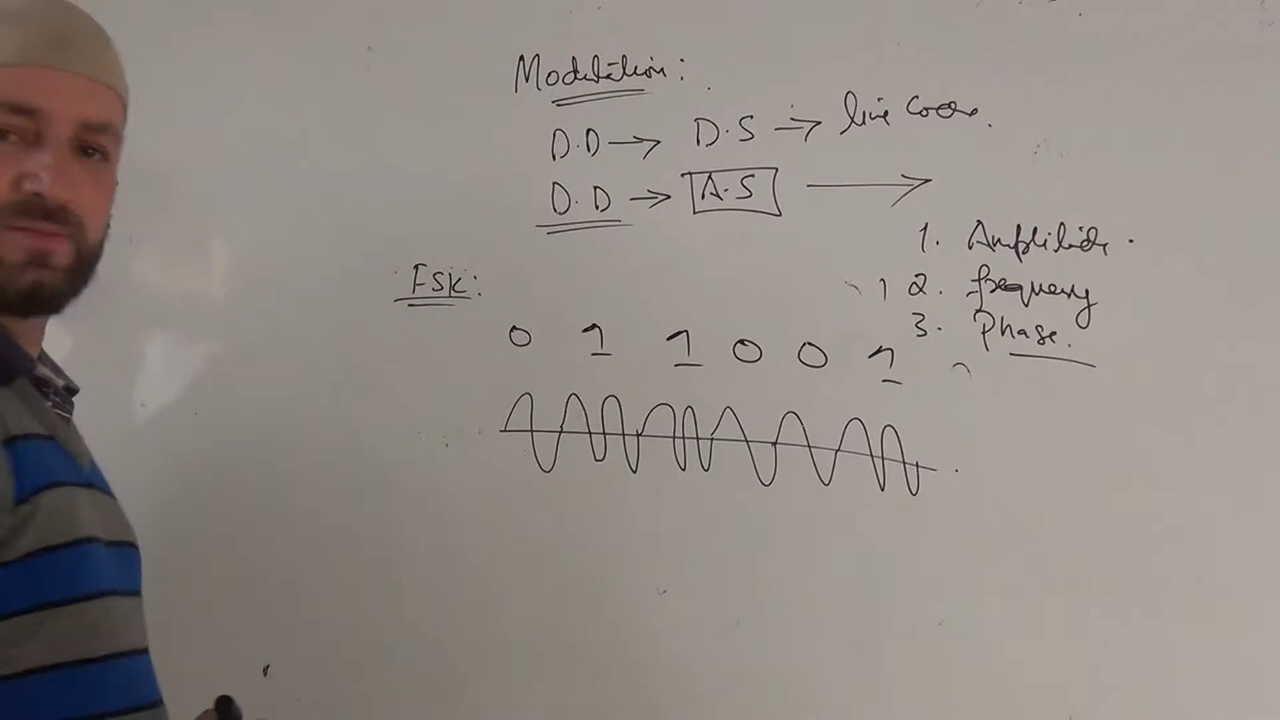 Modulation:
D.D → D.S → line Code.
D.D → A.S →
1. Amplitude.
FSK:
2. frequency
3. Phase.
0 1 1 0 0 1